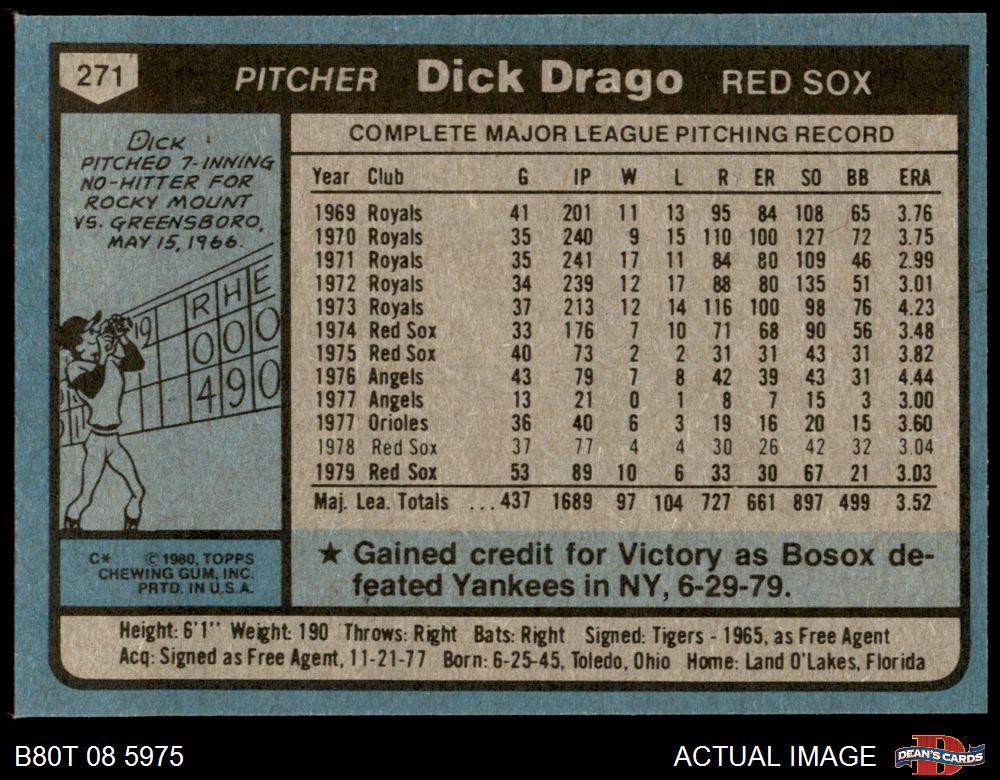 271 PITCHER Dick Drago RED SOX
DICK
PITCHED 7-INNING
NO-HITTER FOR
ROCKY MOUNT
VS. GREENSBORO,
MAY 15, 1966.
9 R H E
0 0 0
4 9 0
COMPLETE MAJOR LEAGUE PITCHING RECORD
Year Club G IP W L R ER SO BB ERA
1969 Royals 41 201 11 13 95 84 108 65 3.76
1970 Royals 35 240 9 15 110 100 127 72 3.75
1971 Royals 35 241 17 11 84 80 109 46 2.99
1972 Royals 34 239 12 17 88 80 135 51 3.01
1973 Royals 37 213 12 14 116 100 98 76 4.23
1974 Red Sox 33 176 7 10 71 68 90 56 3.48
1975 Red Sox 40 73 2 2 31 31 43 31 3.82
1976 Angels 43 79 7 8 42 39 43 31 4.44
1977 Angels 13 21 0 1 8 7 15 3 3.00
1977 Orioles 36 40 6 3 19 16 20 15 3.60
1978 Red Sox 37 77 4 4 30 26 42 32 3.04
1979 Red Sox 53 89 10 6 33 30 67 21 3.03
Maj. Lea. Totals ... 437 1689 97 104 727 661 897 499 3.52
★ Gained credit for Victory as Bosox de-
feated Yankees in NY, 6-29-79.
C* © 1980, TOPPS
CHEWING GUM, INC.
PRTD. IN U.S.A.
Height: 6'1" Weight: 190 Throws: Right Bats: Right Signed: Tigers - 1965, as Free Agent
Acq: Signed as Free Agent, 11-21-77 Born: 6-25-45, Toledo, Ohio Home: Land O'Lakes, Florida
B80T 08 5975 ACTUAL IMAGE DEAN'S CARDS